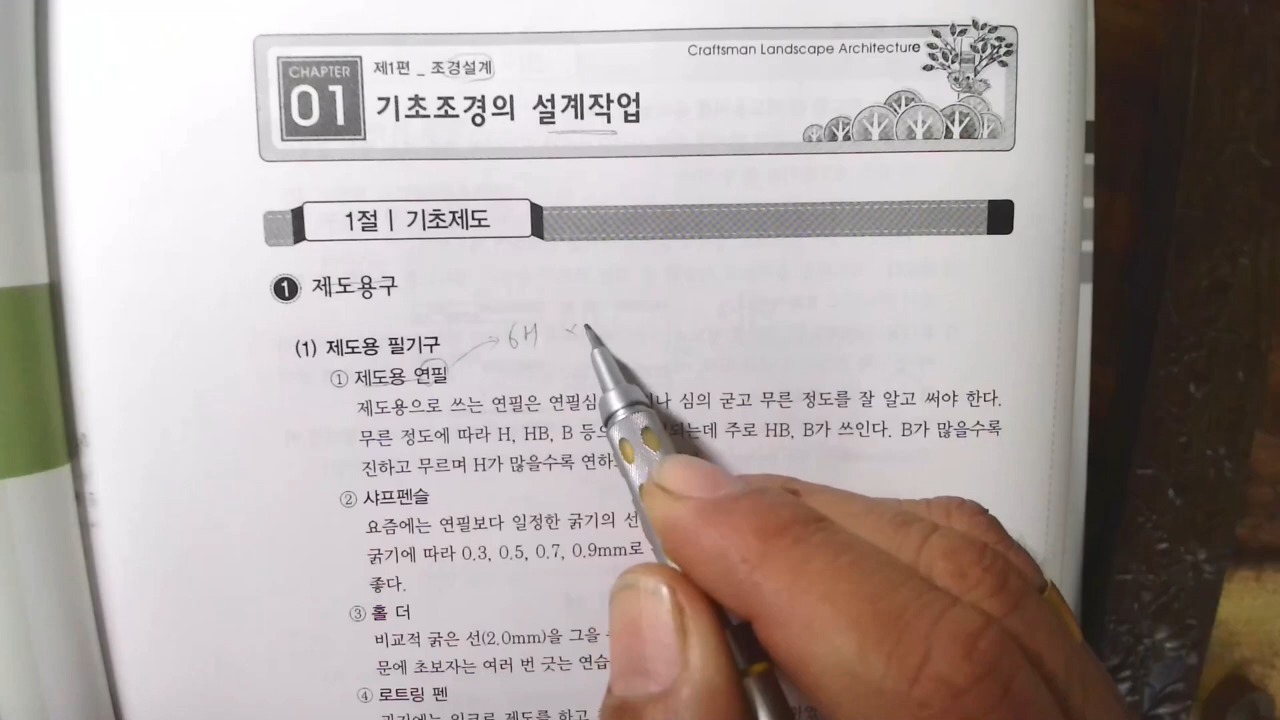 Craftsman Landscape Architecture
CHAPTER 01
제1편 _ 조경설계
기초조경의 설계작업
1절 | 기초제도
1 제도용구
(1) 제도용 필기구
6H
① 제도용 연필
제도용으로 쓰는 연필은 연필심 심의 굳고 무른 정도를 잘 알고 써야 한다.
무른 정도에 따라 H, HB, B 주로 HB, B가 쓰인다. B가 많을수록
진하고 무르며 H가 많을수록
② 샤프펜슬
요즘에는 연필보다 일정한 굵기의
굵기에 따라 0.3, 0.5, 0.7, 0.9mm로
좋다.
③ 홀 더
비교적 굵은 선(2.0mm)을 그을
문에 초보자는 여러 번 긋는 연습
④ 로트링 펜